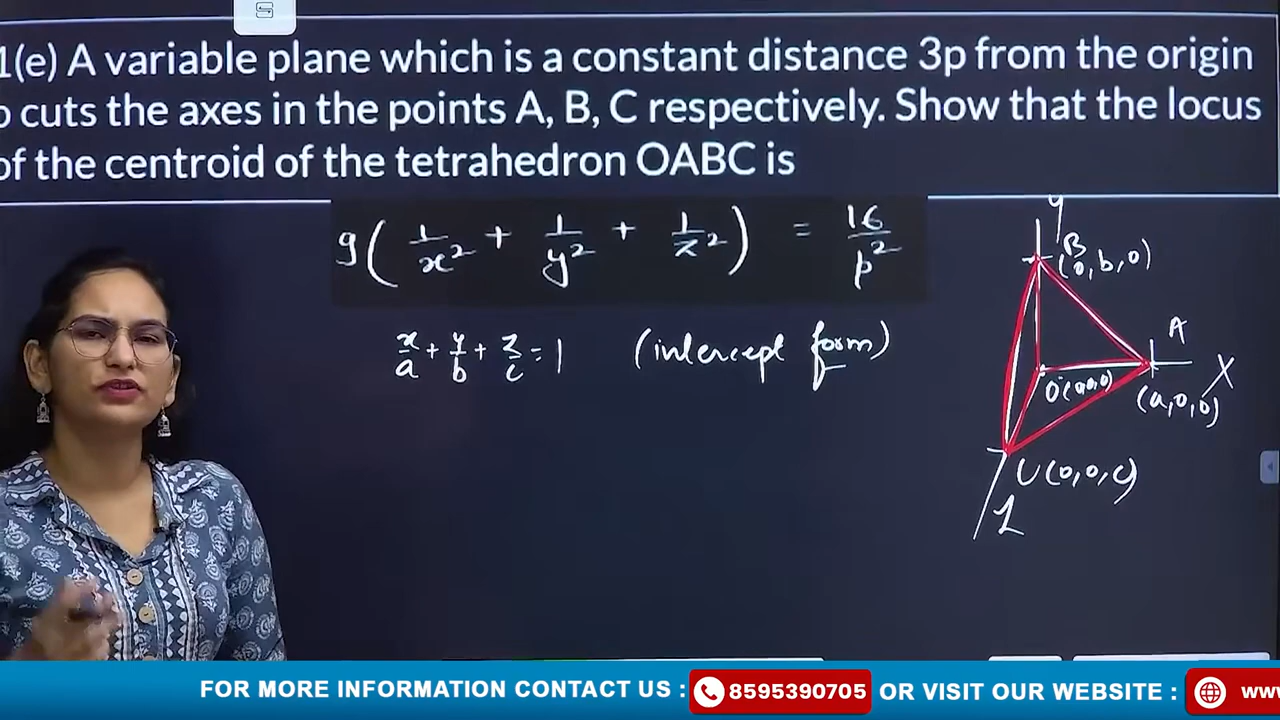 1(e) A variable plane which is a constant distance 3p from the origin
o cuts the axes in the points A, B, C respectively. Show that the locus
of the centroid of the tetrahedron OABC is
9(1/x² + 1/y² + 1/z²) = 16/p²
x/a + y/b + z/c = 1 (intercept form)
y
B
(0,b,0)
A
X
O(0,0,0)
(a,0,0)
C(0,0,c)
Z
FOR MORE INFORMATION CONTACT US : 8595390705 OR VISIT OUR WEBSITE : ww